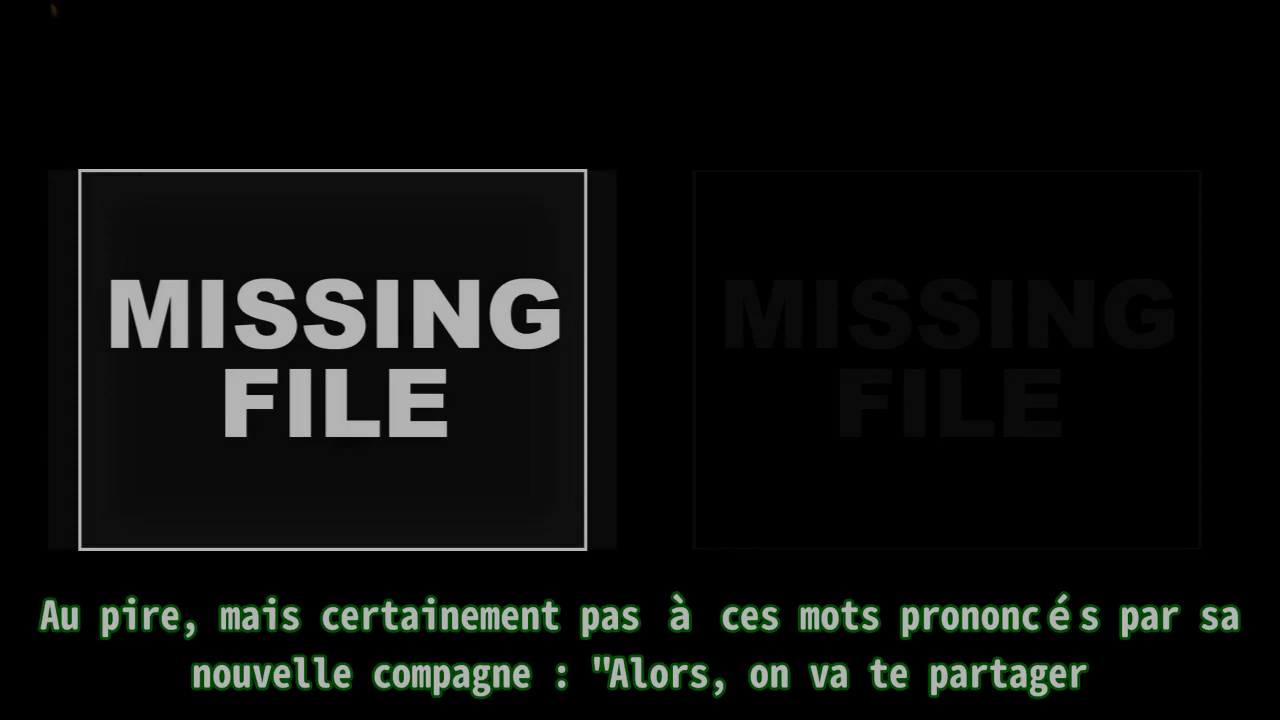 MISSING MISSING
FILE FILE
Au pire, mais certainement pas à ces mots prononcés par sa
nouvelle compagne : "Alors, on va te partager